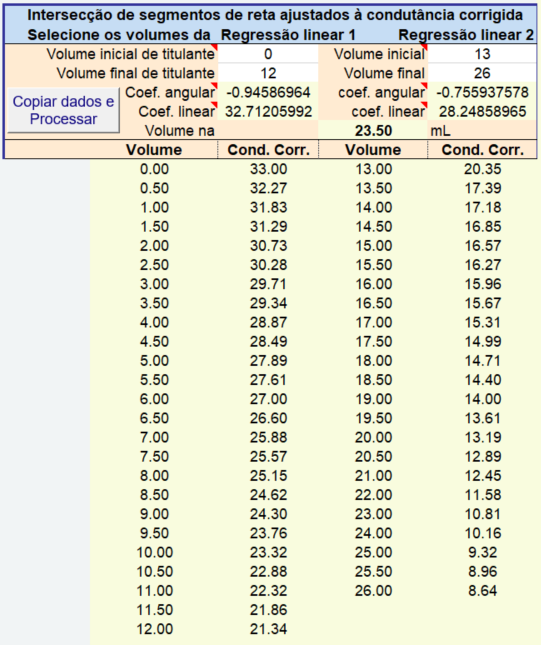 Intersecção de segmentos de reta ajustados à condutância corrigida
Selecione os volumes da Regressão linear 1 Regressão linear 2
Volume inicial de titulante 0 Volume inicial 13
Volume final de titulante 12 Volume final 26
Copiar dados e Processar
Coef. angular -0.94586964 coef. angular -0.755937578
Coef. linear 32.71205992 coef. linear 28.24858965
Volume na 23.50 mL
Volume Cond. Corr. Volume Cond. Corr.
0.00 33.00 13.00 20.35
0.50 32.27 13.50 17.39
1.00 31.83 14.00 17.18
1.50 31.29 14.50 16.85
2.00 30.73 15.00 16.57
2.50 30.28 15.50 16.27
3.00 29.71 16.00 15.96
3.50 29.34 16.50 15.67
4.00 28.87 17.00 15.31
4.50 28.49 17.50 14.99
5.00 27.89 18.00 14.71
5.50 27.61 18.50 14.40
6.00 27.00 19.00 14.00
6.50 26.60 19.50 13.61
7.00 25.88 20.00 13.19
7.50 25.57 20.50 12.89
8.00 25.15 21.00 12.45
8.50 24.62 22.00 11.58
9.00 24.30 23.00 10.81
9.50 23.76 24.00 10.16
10.00 23.32 25.00 9.32
10.50 22.88 25.50 8.96
11.00 22.32 26.00 8.64
11.50 21.86
12.00 21.34